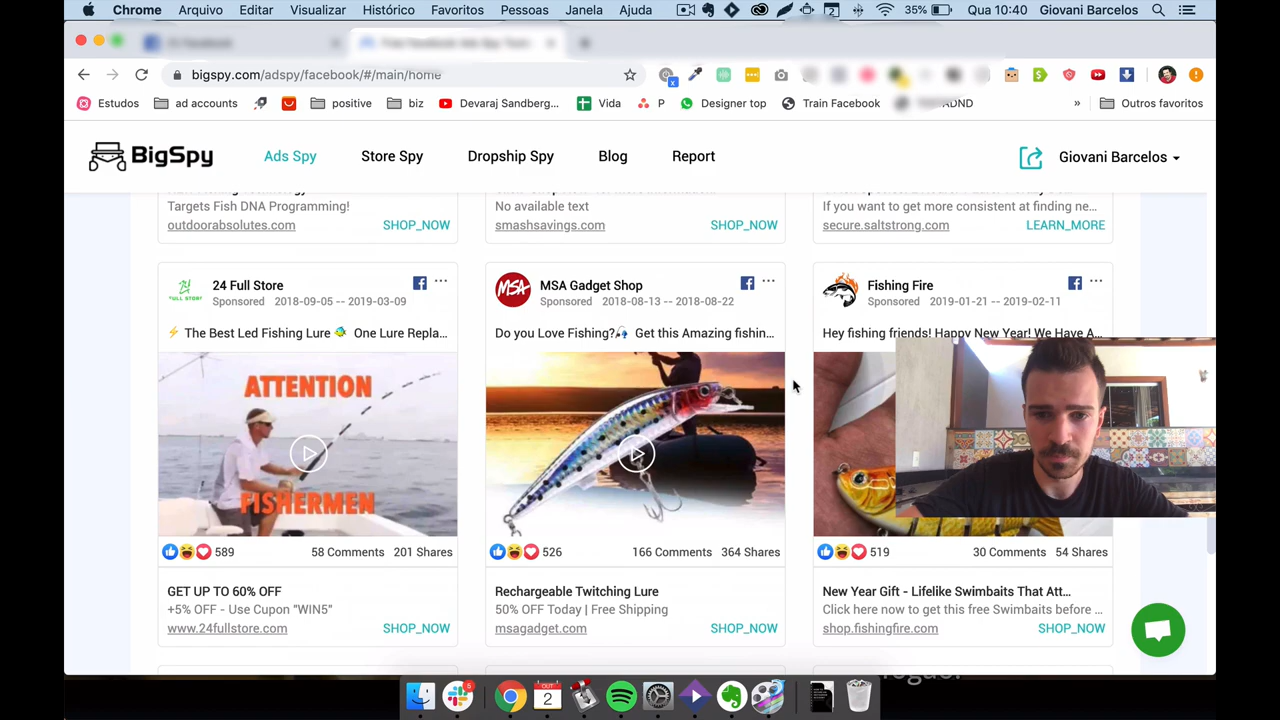 Chrome Arquivo Editar Visualizar Histórico Favoritos Pessoas Janela Ajuda 35% Qua 10:40 Giovani Barcelos
bigspy.com/adspy/facebook/#/main/home
Estudos ad accounts positive biz Devaraj Sandberg... Vida P Designer top Train Facebook ADND » Outros favoritos
BigSpy Ads Spy Store Spy Dropship Spy Blog Report Giovani Barcelos
Targets Fish DNA Programming! No available text If you want to get more consistent at finding ne...
outdoorabsolutes.com SHOP_NOW smashsavings.com SHOP_NOW secure.saltstrong.com LEARN_MORE
24 Full Store MSA Gadget Shop Fishing Fire
Sponsored 2018-09-05 -- 2019-03-09 Sponsored 2018-08-13 -- 2018-08-22 Sponsored 2019-01-21 -- 2019-02-11
⚡ The Best Led Fishing Lure 🐠 One Lure Repla... Do you Love Fishing?🎣 Get this Amazing fishin... Hey fishing friends! Happy New Year! We Have A...
MSA
ATTENTION
FISHERMEN
589 58 Comments 201 Shares 526 166 Comments 364 Shares 519 30 Comments 54 Shares
GET UP TO 60% OFF Rechargeable Twitching Lure New Year Gift - Lifelike Swimbaits That Att...
+5% OFF - Use Cupon "WIN5" 50% OFF Today | Free Shipping Click here now to get this free Swimbaits before ...
www.24fullstore.com SHOP_NOW msagadget.com SHOP_NOW shop.fishingfire.com SHOP_NOW
5 OUT 2